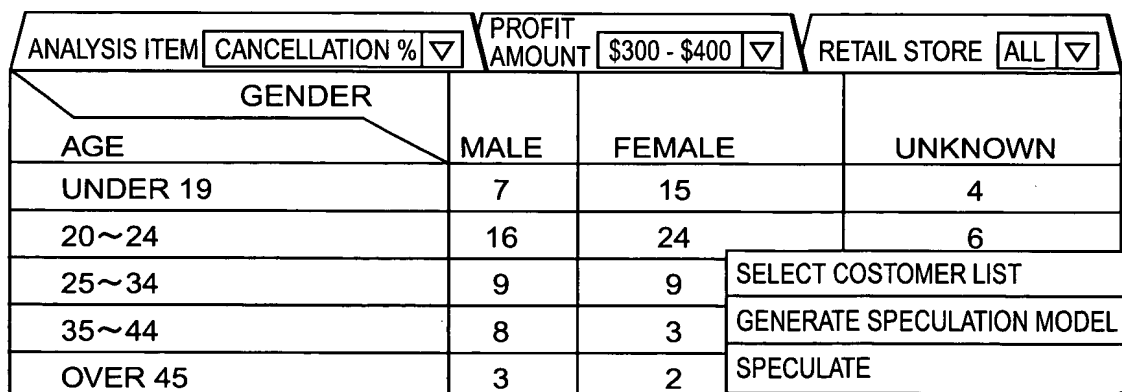 ANALYSIS ITEM CANCELLATION % ▽ PROFIT AMOUNT $300 - $400 ▽ RETAIL STORE ALL ▽
GENDER
AGE MALE FEMALE UNKNOWN
UNDER 19 7 15 4
20~24 16 24 6
25~34 9 9 SELECT COSTOMER LIST
35~44 8 3 GENERATE SPECULATION MODEL
OVER 45 3 2 SPECULATE